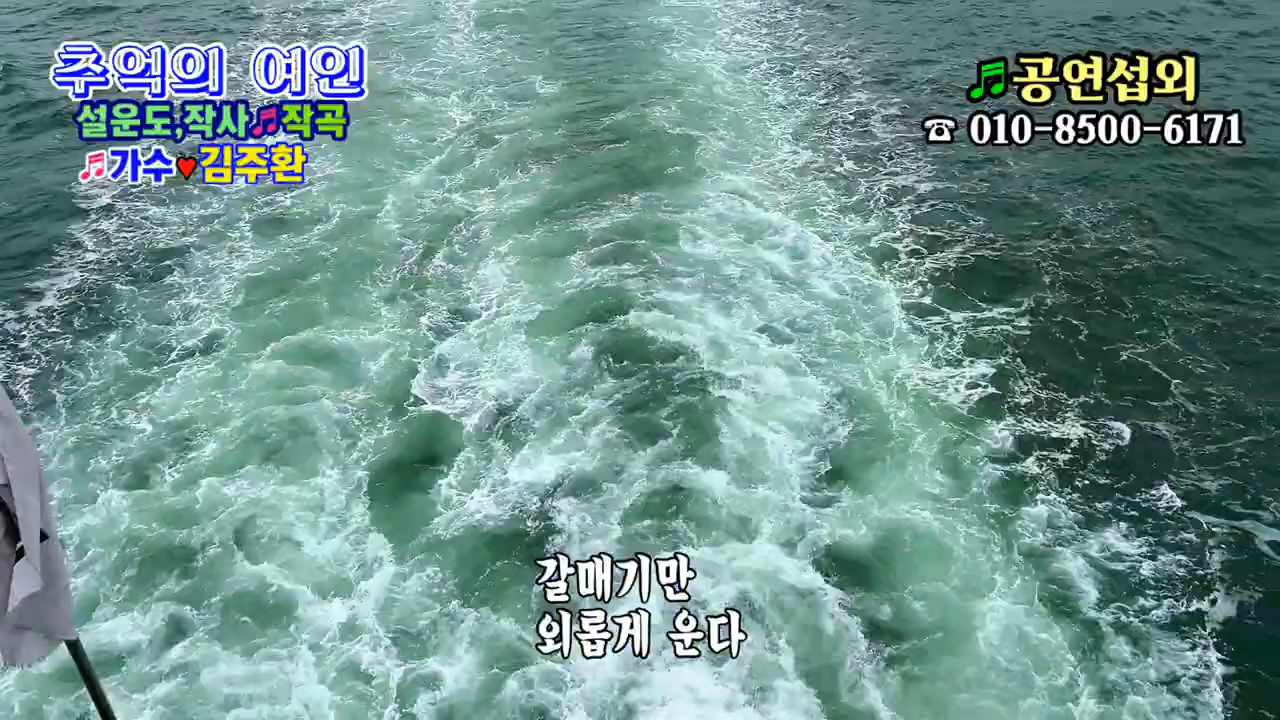 추억의 여인
설운도,작사🎵작곡
🎵가수♥김주환
🎵공연섭외
☎ 010-8500-6171
갈매기만
외롭게 운다